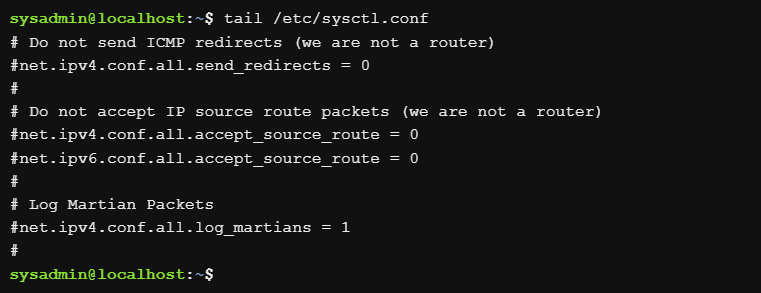 sysadmin@localhost:~$ tail /etc/sysctl.conf
# Do not send ICMP redirects (we are not a router)
#net.ipv4.conf.all.send_redirects = 0
#
# Do not accept IP source route packets (we are not a router)
#net.ipv4.conf.all.accept_source_route = 0
#net.ipv6.conf.all.accept_source_route = 0
#
# Log Martian Packets
#net.ipv4.conf.all.log_martians = 1
#
sysadmin@localhost:~$